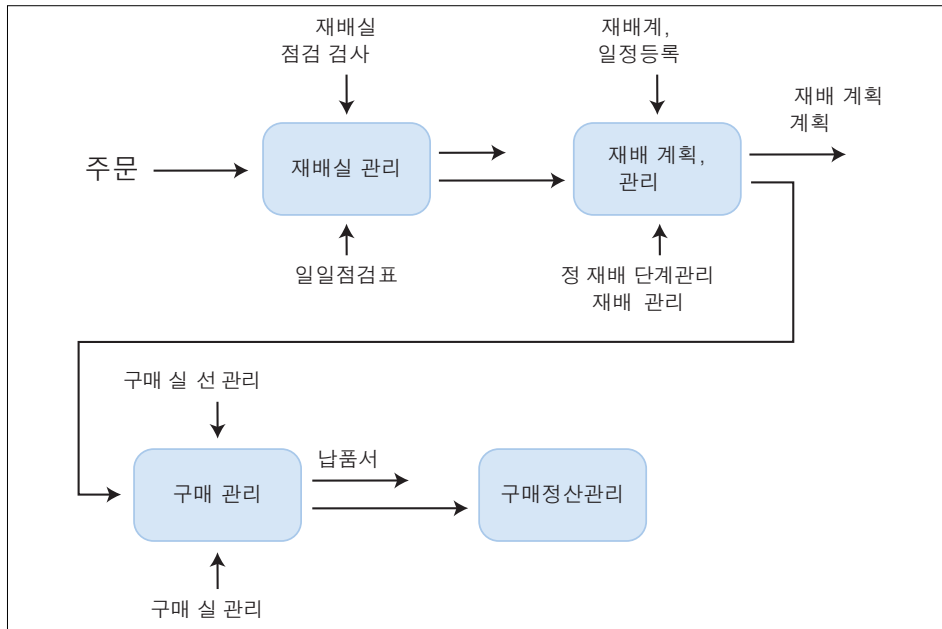 재배실
점검 검사
재배계,
일정등록
재배 계획
계획
주문
재배실 관리
재배 계획,
관리
일일점검표
정 재배 단계관리
재배 관리
구매 실 선 관리
납품서
구매 관리
구매정산관리
구매 실 관리